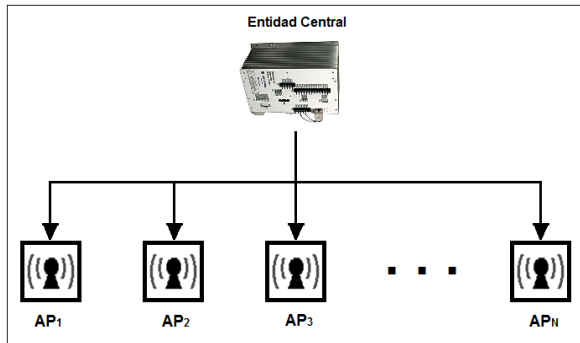 Entidad Central
AP1
AP2
AP3
. . .
APN